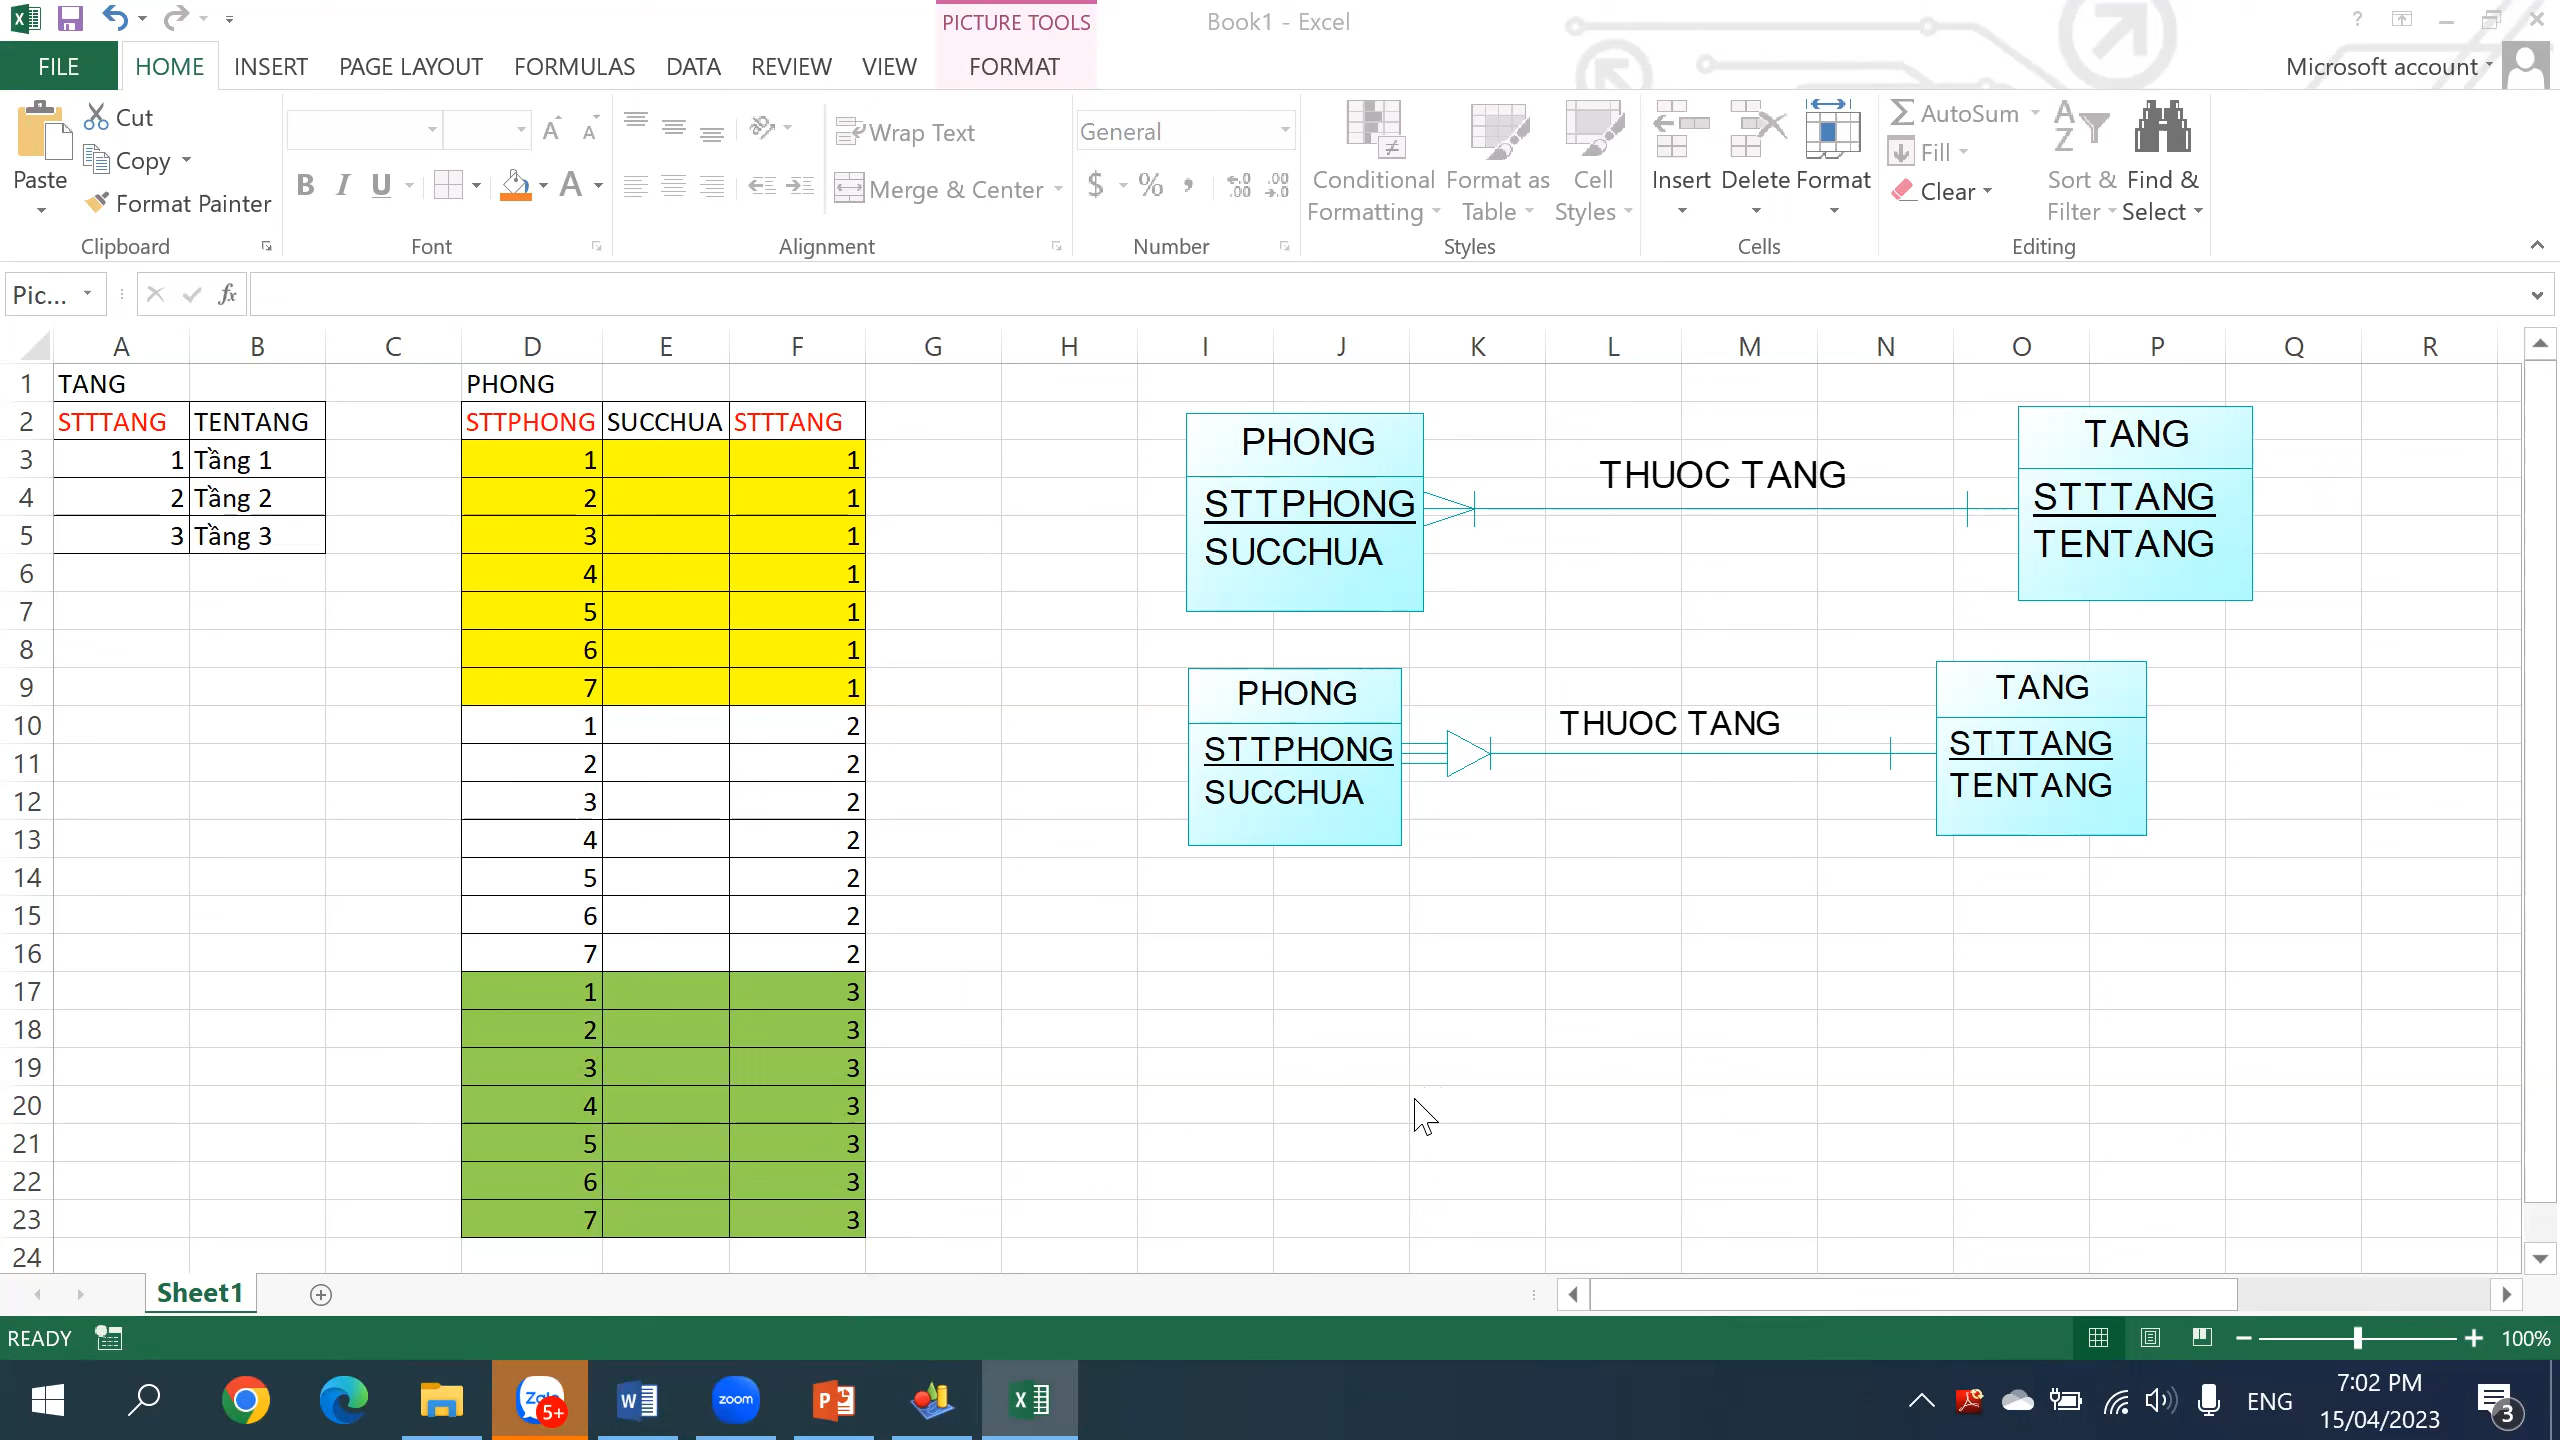 PICTURE TOOLS
Book1 - Excel
?
FILE
HOME
INSERT
PAGE LAYOUT
FORMULAS
DATA
REVIEW
VIEW
FORMAT
Microsoft account
Paste
Cut
Copy
Format Painter
Clipboard
B I U
A
Font
Wrap Text
Merge & Center
Alignment
General
$ % ,
Number
Conditional Formatting
Format as Table
Cell Styles
Styles
Insert
Delete
Format
Cells
AutoSum
Fill
Clear
Sort & Filter
Find & Select
Editing
Pic...
fx
A B C D E F G H I J K L M N O P Q R
1 TANG PHONG
2 STTTANG TENTANG STTPHONG SUCCHUA STTTANG
3 1 Tầng 1 1 1
4 2 Tầng 2 2 1
5 3 Tầng 3 3 1
6 4 1
7 5 1
8 6 1
9 7 1
10 1 2
11 2 2
12 3 2
13 4 2
14 5 2
15 6 2
16 7 2
17 1 3
18 2 3
19 3 3
20 4 3
21 5 3
22 6 3
23 7 3
24
PHONG
STTPHONG
SUCCHUA
THUOC TANG
TANG
STTTANG
TENTANG
PHONG
STTPHONG
SUCCHUA
THUOC TANG
TANG
STTTANG
TENTANG
Sheet1
READY
100%
5+
zoom
ENG
7:02 PM
15/04/2023
3